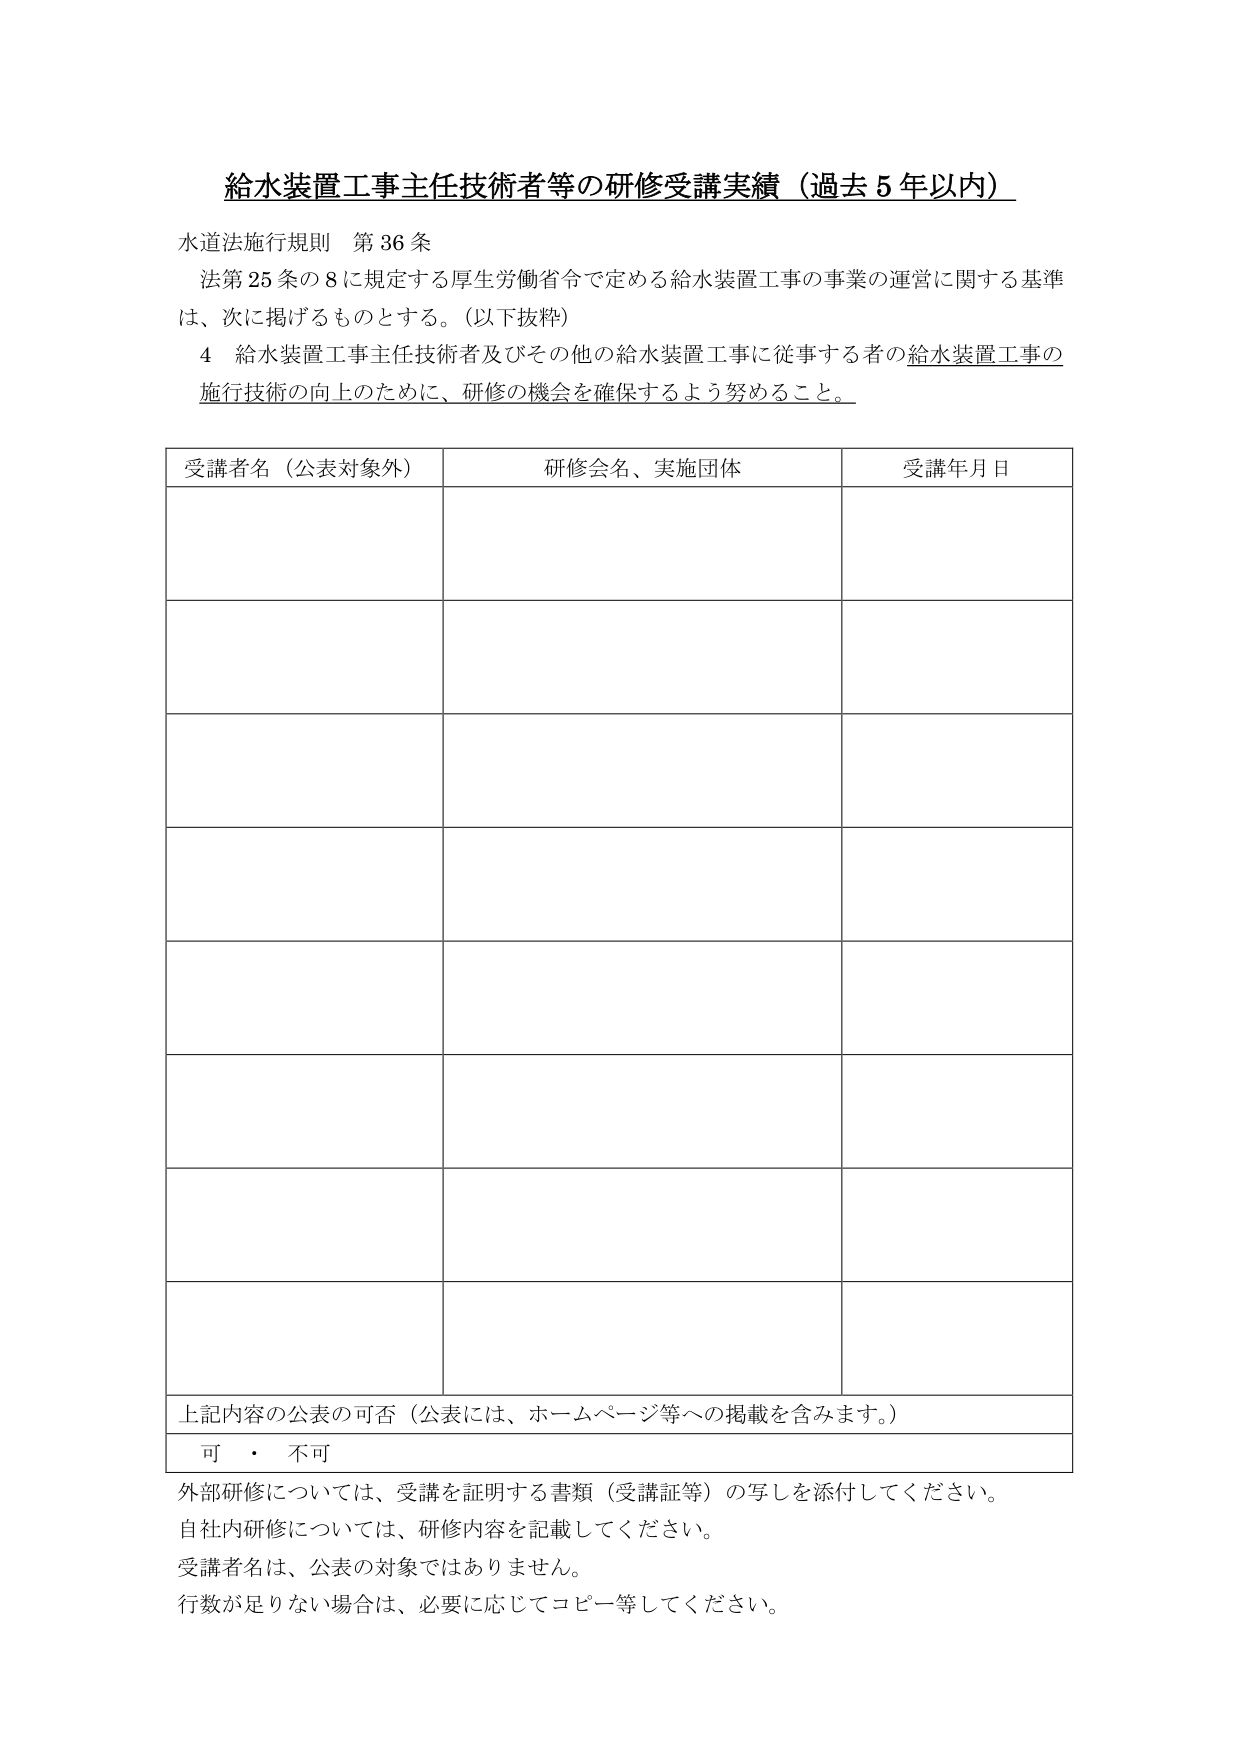 給水装置工事主任技術者等の研修受講実績（過去 5 年以内）
水道法施行規則　第 36 条
　法第 25 条の 8 に規定する厚生労働省令で定める給水装置工事の事業の運営に関する基準
は、次に掲げるものとする。（以下抜粋）
　4　給水装置工事主任技術者及びその他の給水装置工事に従事する者の給水装置工事の
　施行技術の向上のために、研修の機会を確保するよう努めること。
受講者名（公表対象外）　研修会名、実施団体　受講年月日
上記内容の公表の可否（公表には、ホームページ等への掲載を含みます。）
　可　・　不可
外部研修については、受講を証明する書類（受講証等）の写しを添付してください。
自社内研修については、研修内容を記載してください。
受講者名は、公表の対象ではありません。
行数が足りない場合は、必要に応じてコピー等してください。